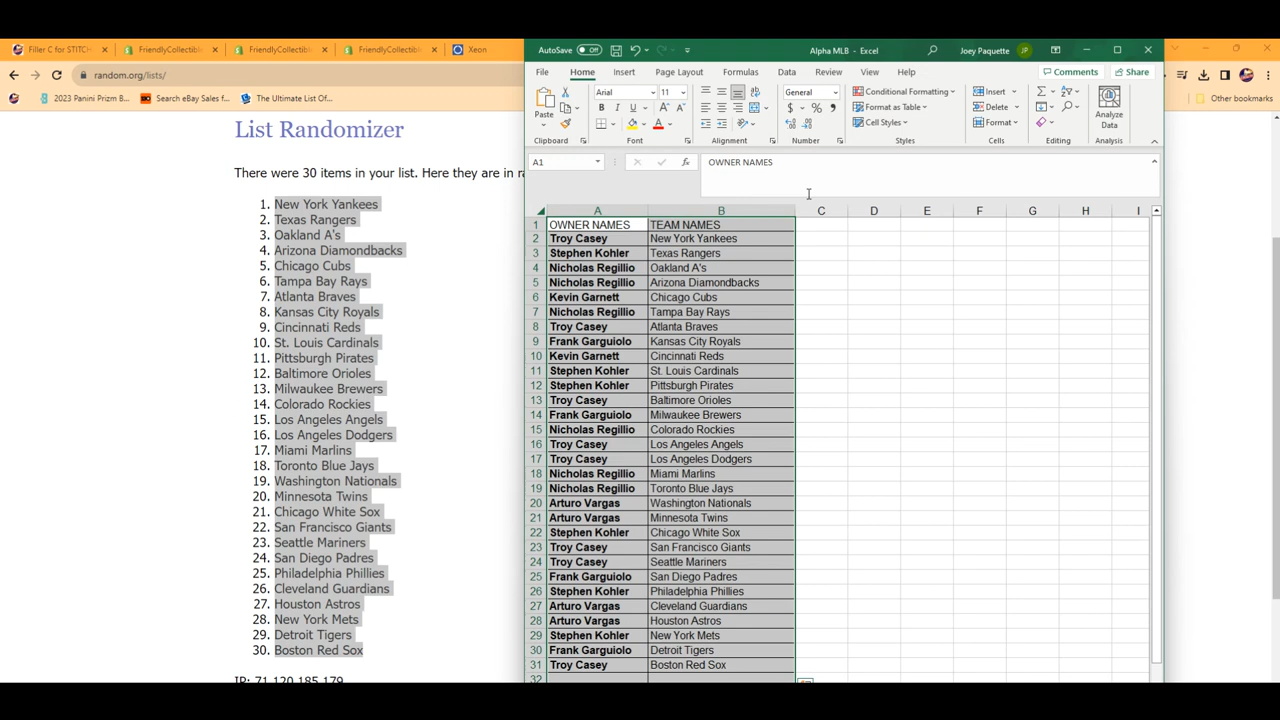 Filler C for STITCH
FriendlyCollectible
FriendlyCollectible
FriendlyCollectible
Xeon
random.org/lists/
2023 Panini Prizm B...
Search eBay Sales f...
The Ultimate List Of...
Other bookmarks
List Randomizer
There were 30 items in your list. Here they are in ra
1. New York Yankees
2. Texas Rangers
3. Oakland A's
4. Arizona Diamondbacks
5. Chicago Cubs
6. Tampa Bay Rays
7. Atlanta Braves
8. Kansas City Royals
9. Cincinnati Reds
10. St. Louis Cardinals
11. Pittsburgh Pirates
12. Baltimore Orioles
13. Milwaukee Brewers
14. Colorado Rockies
15. Los Angeles Angels
16. Los Angeles Dodgers
17. Miami Marlins
18. Toronto Blue Jays
19. Washington Nationals
20. Minnesota Twins
21. Chicago White Sox
22. San Francisco Giants
23. Seattle Mariners
24. San Diego Padres
25. Philadelphia Phillies
26. Cleveland Guardians
27. Houston Astros
28. New York Mets
29. Detroit Tigers
30. Boston Red Sox
IP: 71.120.185.179
AutoSave Off Alpha MLB - Excel Joey Paquette JP
File Home Insert Page Layout Formulas Data Review View Help Comments Share
Paste Arial 11 General Conditional Formatting Insert Analyze Data
B I U A A $ % Format as Table Delete
Cell Styles Format
Clipboard Font Alignment Number Styles Cells Editing Analysis
A1 fx OWNER NAMES
A B C D E F G H I
1 OWNER NAMES TEAM NAMES
2 Troy Casey New York Yankees
3 Stephen Kohler Texas Rangers
4 Nicholas Regillio Oakland A's
5 Nicholas Regillio Arizona Diamondbacks
6 Kevin Garnett Chicago Cubs
7 Nicholas Regillio Tampa Bay Rays
8 Troy Casey Atlanta Braves
9 Frank Garguiolo Kansas City Royals
10 Kevin Garnett Cincinnati Reds
11 Stephen Kohler St. Louis Cardinals
12 Stephen Kohler Pittsburgh Pirates
13 Troy Casey Baltimore Orioles
14 Frank Garguiolo Milwaukee Brewers
15 Nicholas Regillio Colorado Rockies
16 Troy Casey Los Angeles Angels
17 Troy Casey Los Angeles Dodgers
18 Nicholas Regillio Miami Marlins
19 Nicholas Regillio Toronto Blue Jays
20 Arturo Vargas Washington Nationals
21 Arturo Vargas Minnesota Twins
22 Stephen Kohler Chicago White Sox
23 Troy Casey San Francisco Giants
24 Troy Casey Seattle Mariners
25 Frank Garguiolo San Diego Padres
26 Stephen Kohler Philadelphia Phillies
27 Arturo Vargas Cleveland Guardians
28 Arturo Vargas Houston Astros
29 Stephen Kohler New York Mets
30 Frank Garguiolo Detroit Tigers
31 Troy Casey Boston Red Sox
32